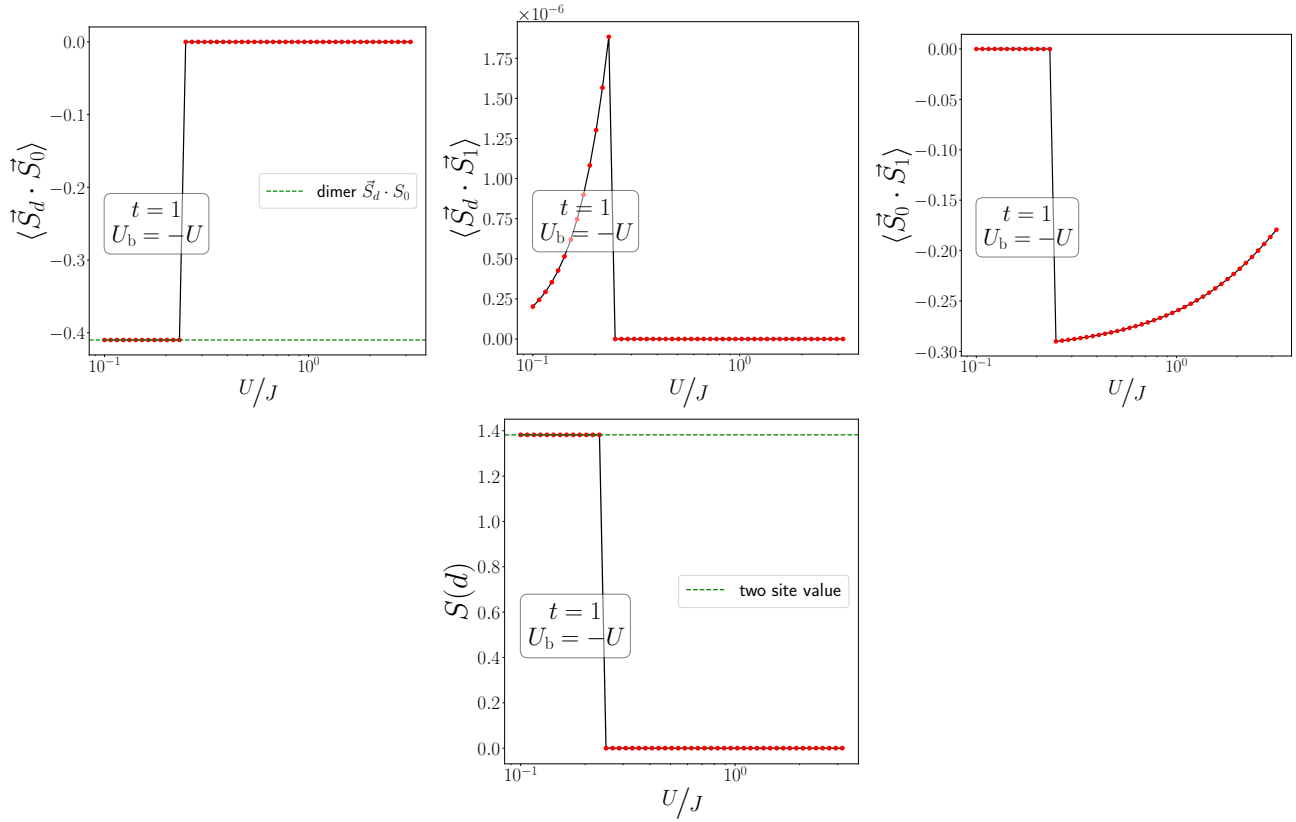 ⟨S⃗_d · S⃗_0⟩
0.0
−0.1
−0.2
−0.3
−0.4
t = 1
U_b = −U
dimer S⃗_d · S_0
10^−1
10^0
U/J
×10^−6
⟨S⃗_d · S⃗_1⟩
1.75
1.50
1.25
1.00
0.75
0.50
0.25
0.00
t = 1
U_b = −U
10^−1
10^0
U/J
⟨S⃗_0 · S⃗_1⟩
0.00
−0.05
−0.10
−0.15
−0.20
−0.25
−0.30
t = 1
U_b = −U
10^−1
10^0
U/J
S(d)
1.4
1.2
1.0
0.8
0.6
0.4
0.2
0.0
two site value
t = 1
U_b = −U
10^−1
10^0
U/J